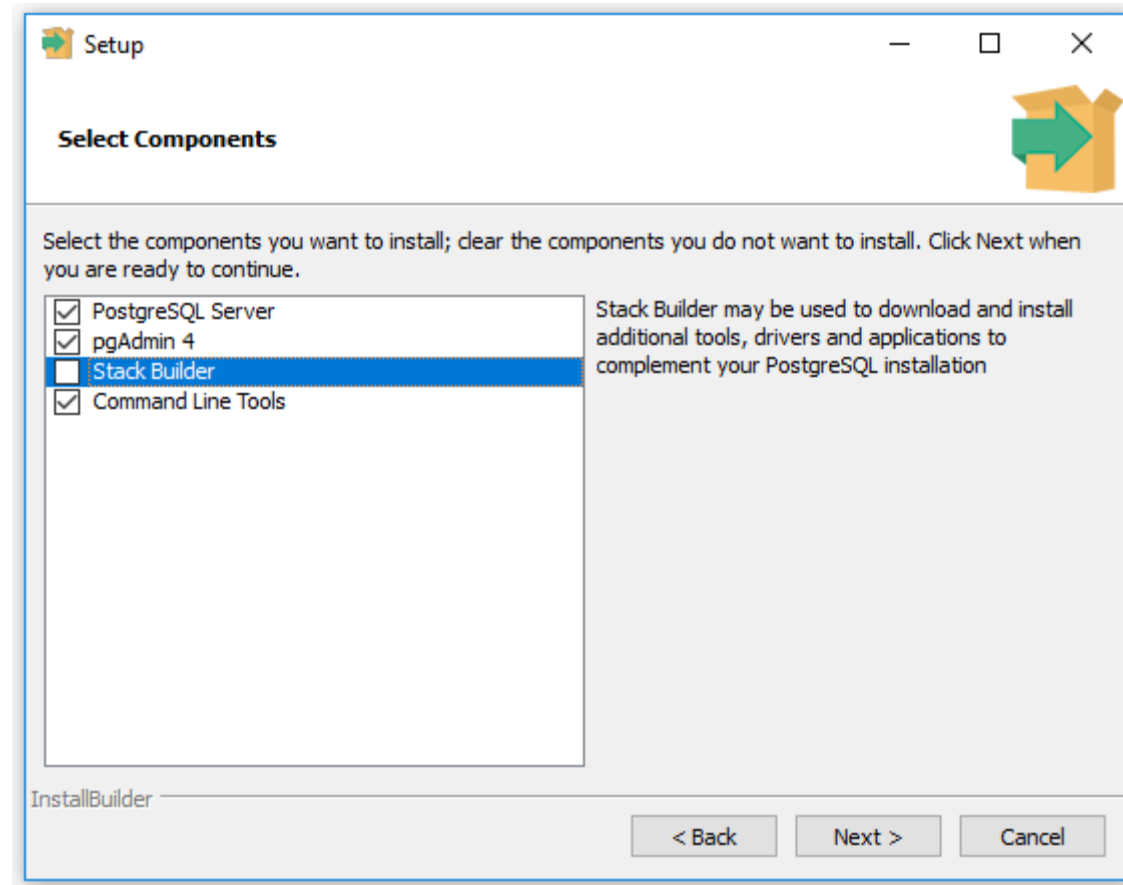 Setup
Select Components
Select the components you want to install; clear the components you do not want to install. Click Next when
you are ready to continue.
PostgreSQL Server
pgAdmin 4
Stack Builder
Command Line Tools
Stack Builder may be used to download and install
additional tools, drivers and applications to
complement your PostgreSQL installation
InstallBuilder
< Back
Next >
Cancel